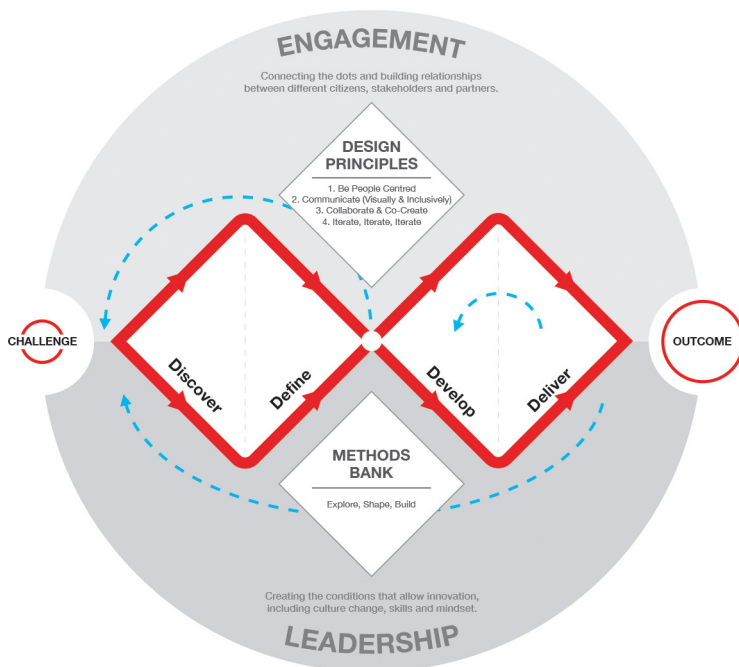 ENGAGEMENT
Connecting the dots and building relationships
between different citizens, stakeholders and partners.
DESIGN
PRINCIPLES
1. Be People Centred
2. Communicate (Visually & Inclusively)
3. Collaborate & Co-Create
4. Iterate, Iterate, Iterate
CHALLENGE
OUTCOME
Discover
Define
Develop
Deliver
METHODS
BANK
Explore, Shape, Build
Creating the conditions that allow innovation,
including culture change, skills and mindset.
LEADERSHIP